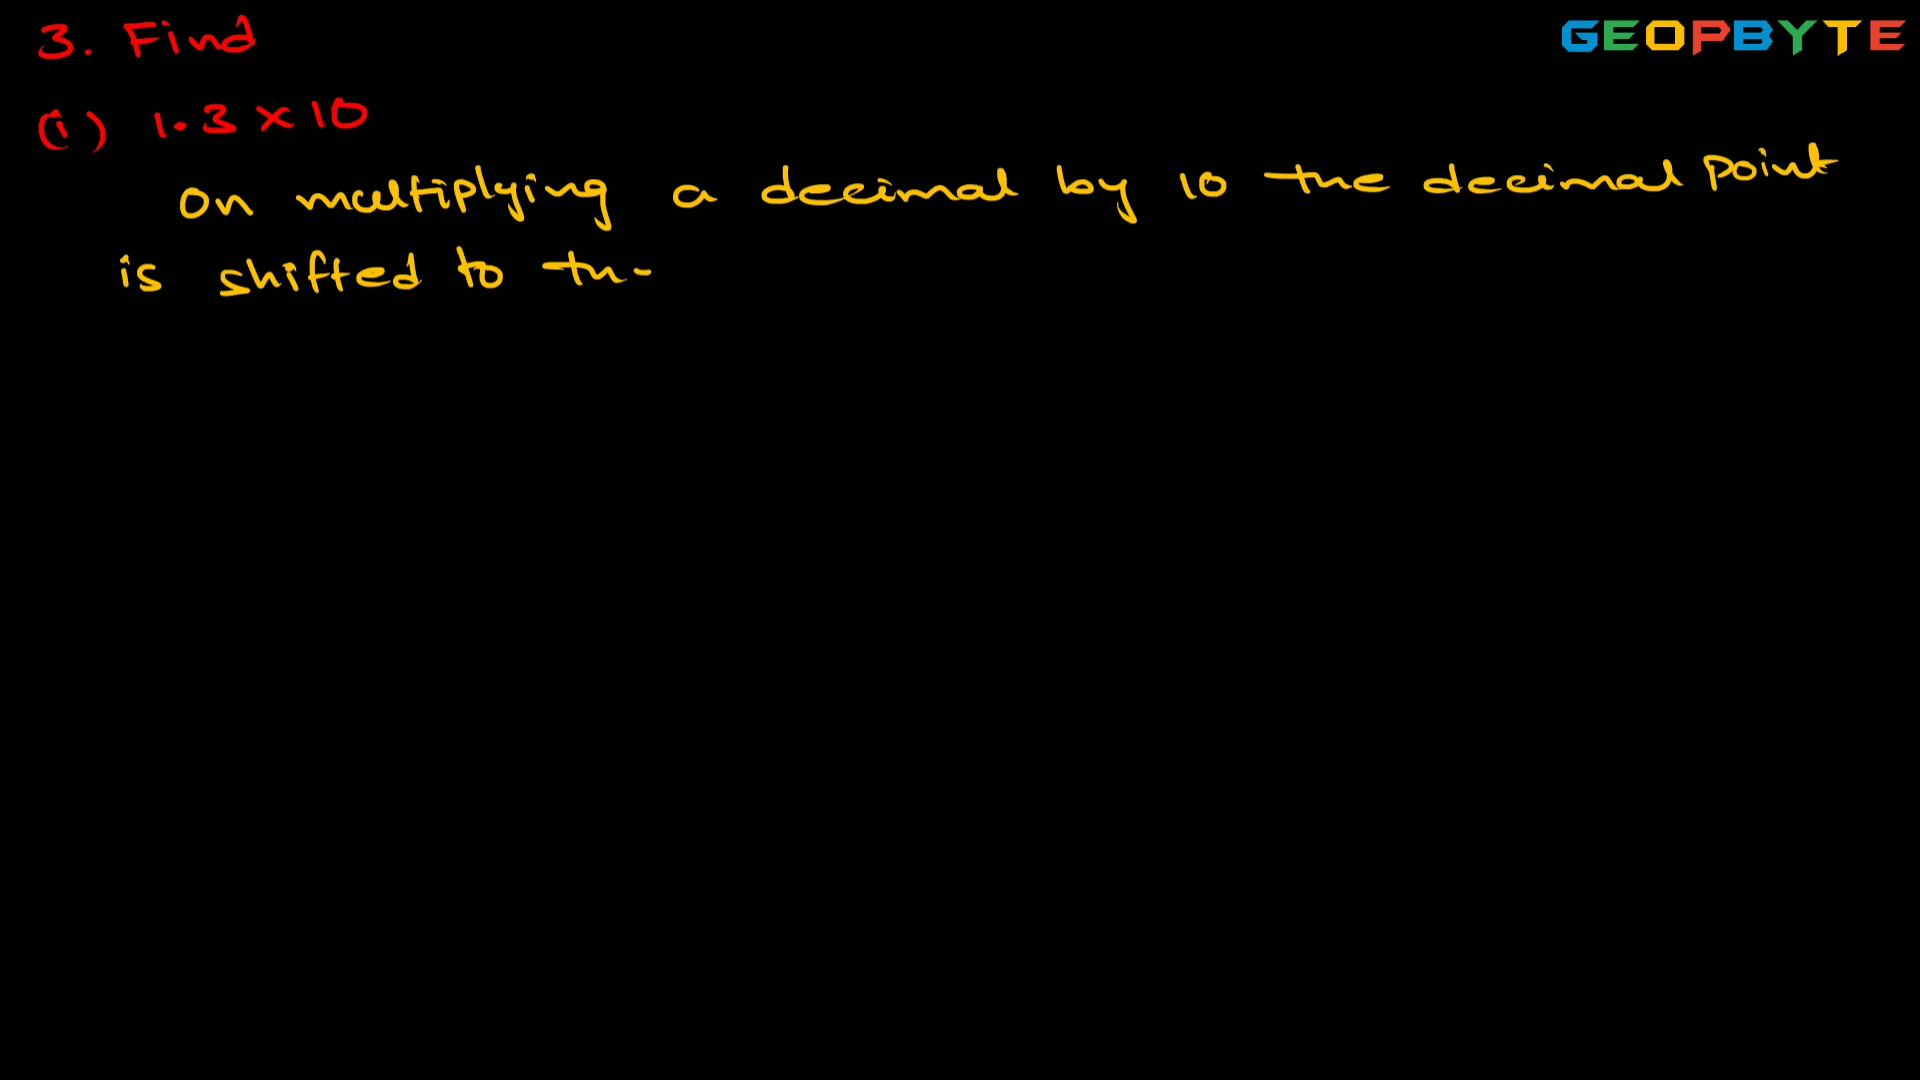 3. Find
GEOPBYTE
(i) 1.3 × 10
On multiplying a decimal by 10 the decimal point
is shifted to